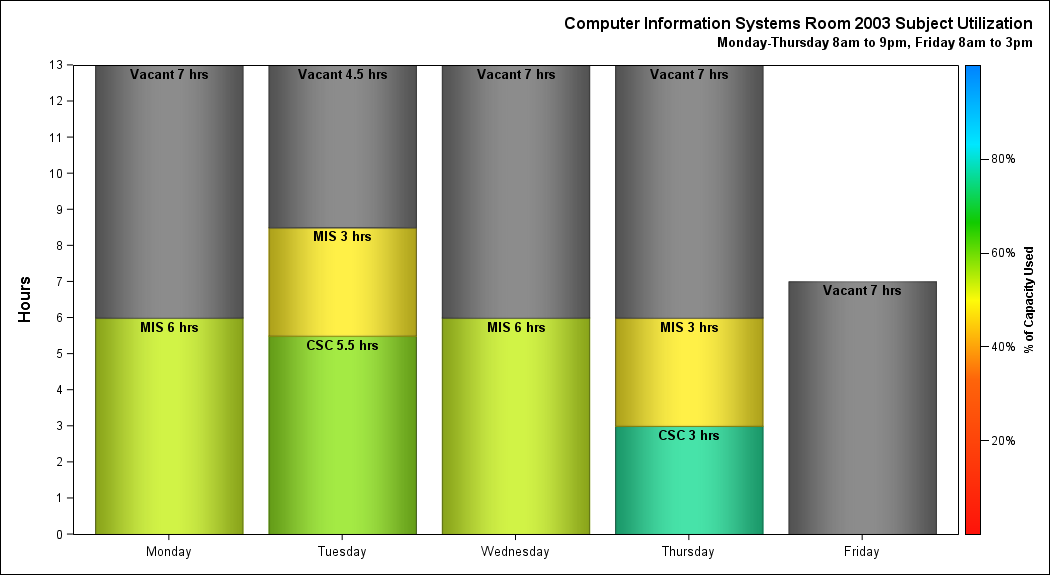 Computer Information Systems Room 2003 Subject Utilization
Monday-Thursday 8am to 9pm, Friday 8am to 3pm
13
12
11
10
9
8
7
6
5
4
3
2
1
0
Hours
Vacant 7 hrs
MIS 6 hrs
Vacant 4.5 hrs
MIS 3 hrs
CSC 5.5 hrs
Vacant 7 hrs
MIS 6 hrs
Vacant 7 hrs
MIS 3 hrs
CSC 3 hrs
Vacant 7 hrs
Monday
Tuesday
Wednesday
Thursday
Friday
80%
60%
40%
20%
% of Capacity Used